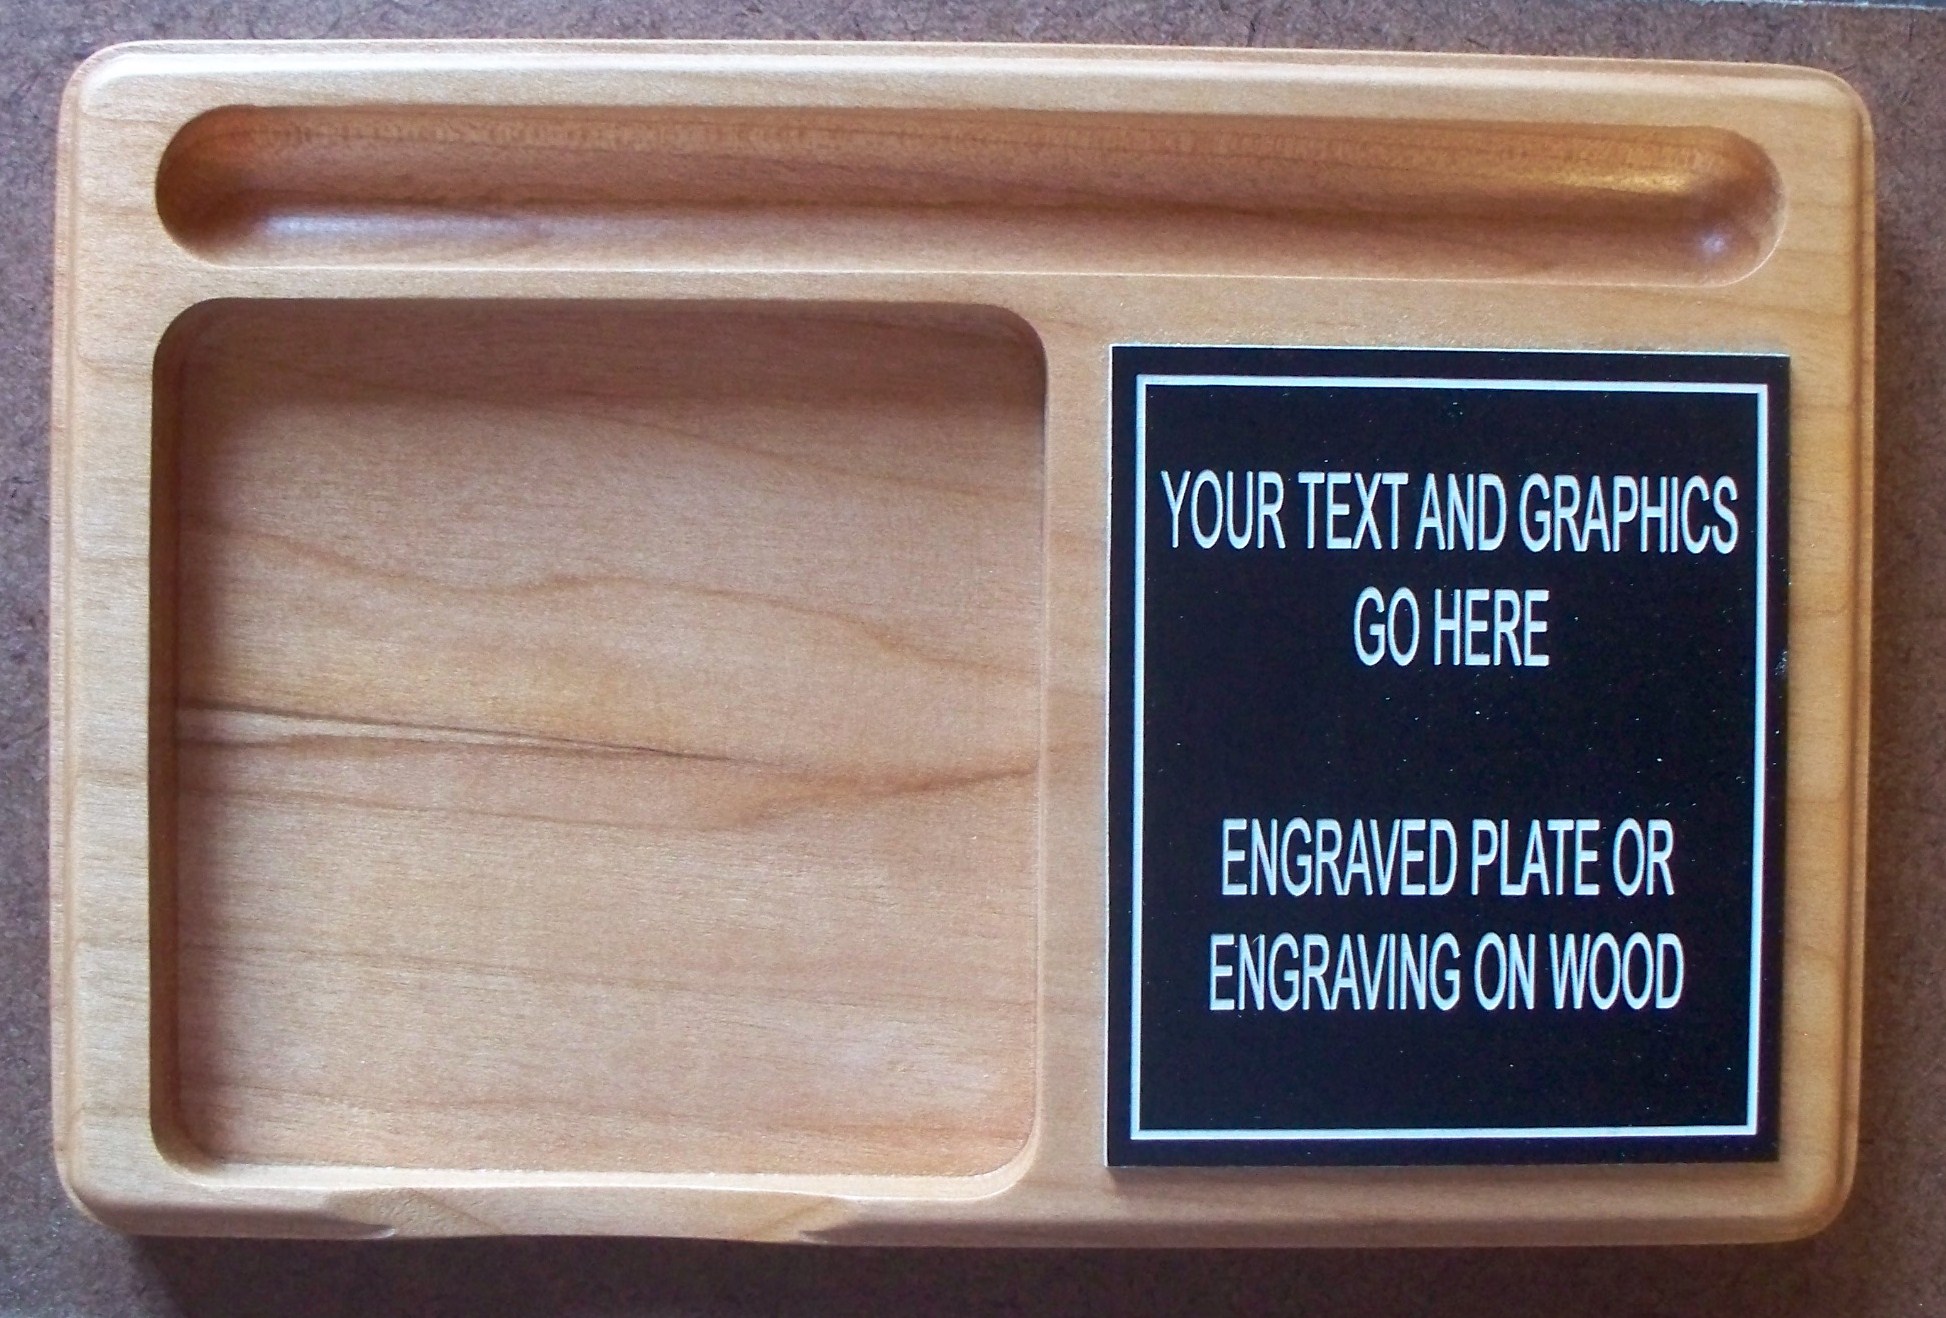 YOUR TEXT AND GRAPHICS
GO HERE
ENGRAVED PLATE OR
ENGRAVING ON WOOD